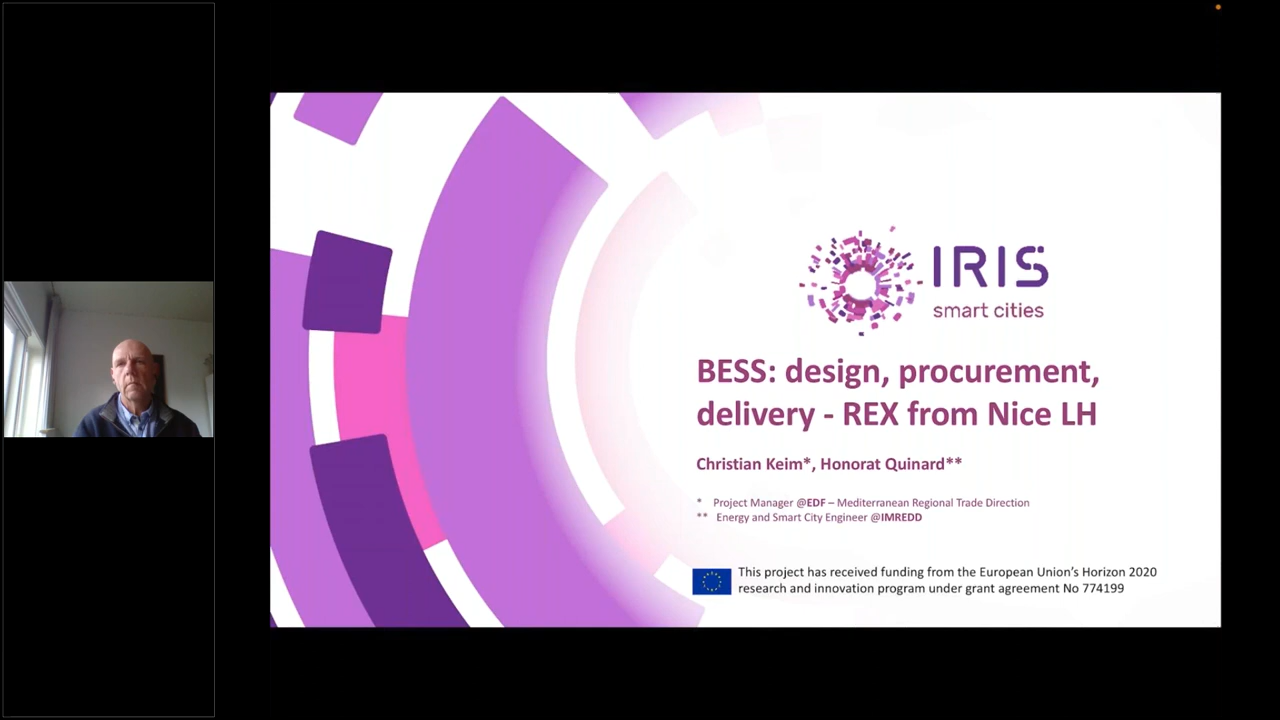 IRIS
smart cities
BESS: design, procurement,
delivery - REX from Nice LH
Christian Keim*, Honorat Quinard**
* Project Manager @EDF – Mediterranean Regional Trade Direction
** Energy and Smart City Engineer @IMREDD
This project has received funding from the European Union’s Horizon 2020
research and innovation program under grant agreement No 774199